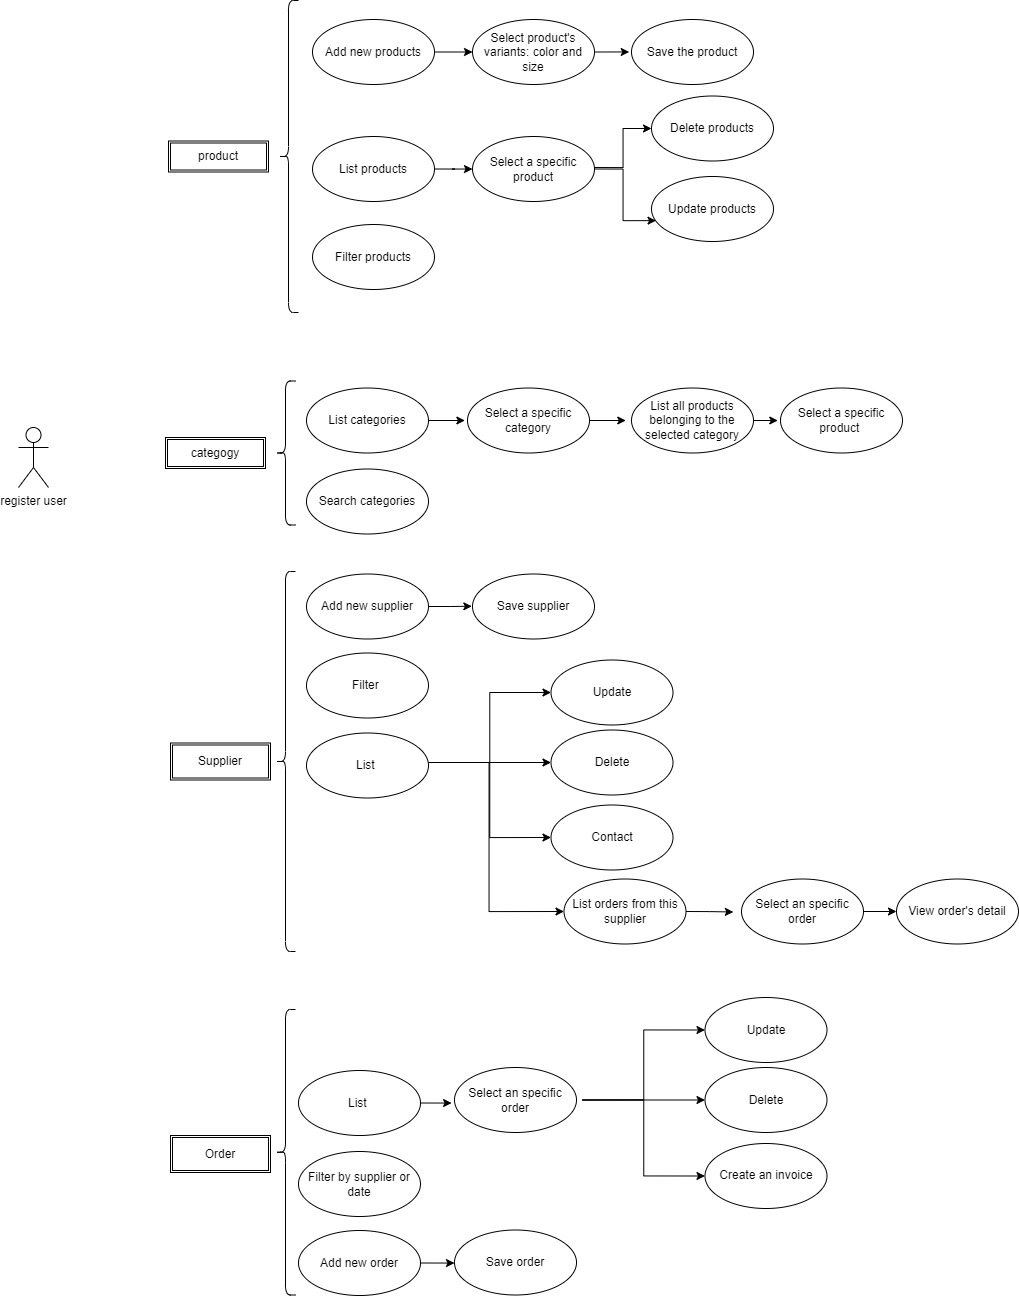 Add new products
Select product's
variants: color and
size
Save the product
product
List products
Select a specific
product
Delete products
Update products
Filter products
register user
categogy
List categories
Select a specific
category
List all products
belonging to the
selected category
Select a specific
product
Search categories
Supplier
Add new supplier
Save supplier
Filter
List
Update
Delete
Contact
List orders from this
supplier
Select an specific
order
View order's detail
Order
List
Select an specific
order
Update
Delete
Create an invoice
Filter by supplier or
date
Add new order
Save order